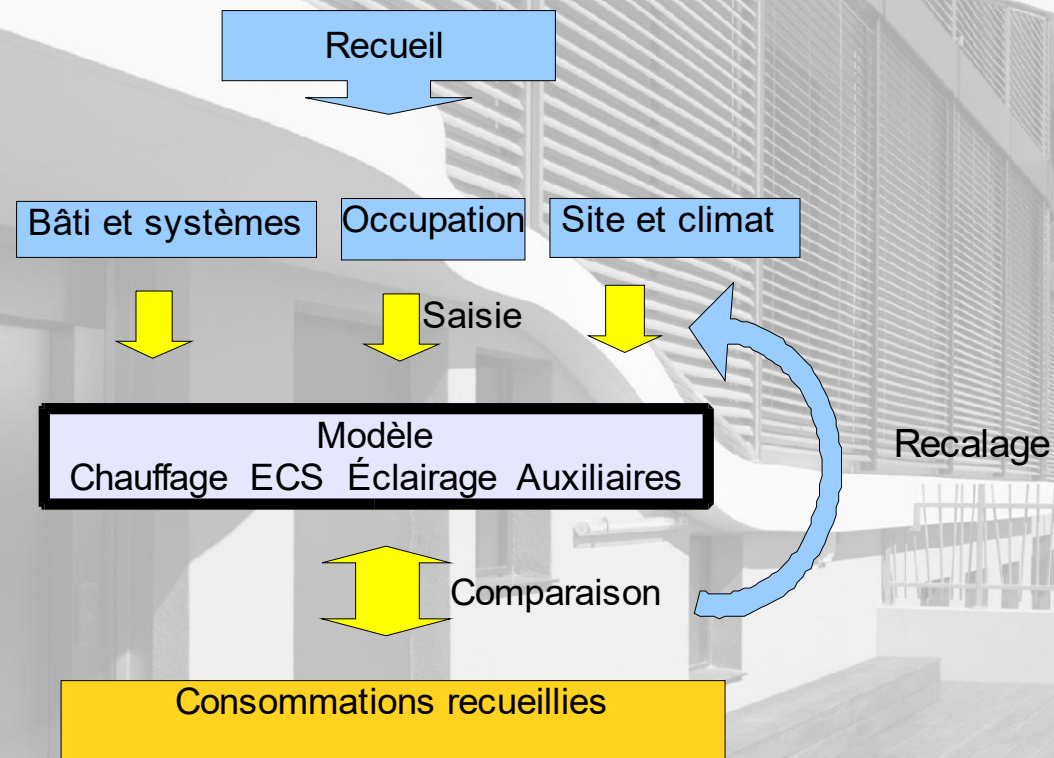 Recueil
Bâti et systèmes
Occupation
Site et climat
Saisie
Modèle
Chauffage ECS Éclairage Auxiliaires
Recalage
Comparaison
Consommations recueillies